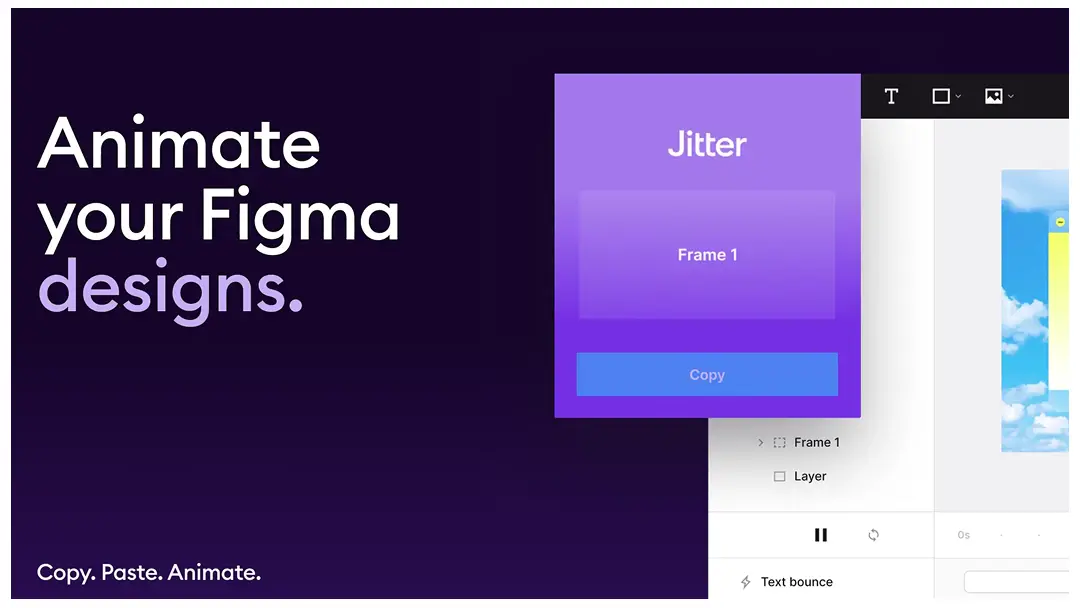 Animate
your Figma
designs.
Copy. Paste. Animate.
Jitter
Frame 1
Copy
T
Frame 1
Layer
0s
Text bounce